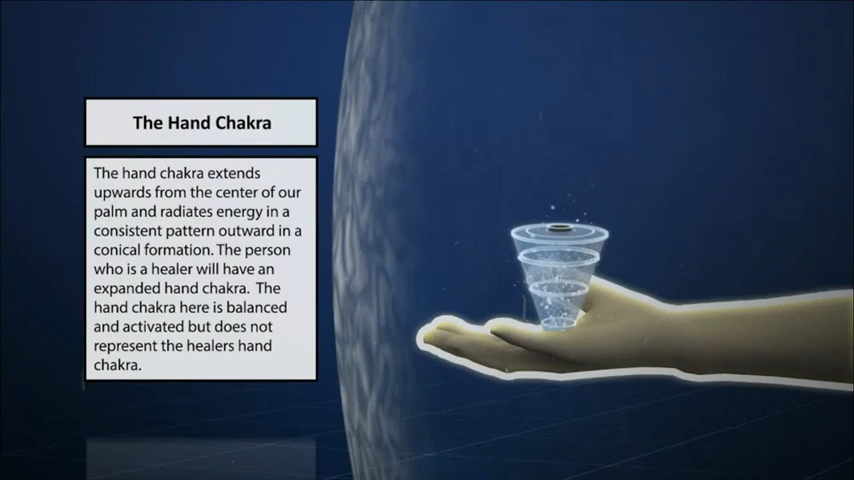 The Hand Chakra
The hand chakra extends
upwards from the center of our
palm and radiates energy in a
consistent pattern outward in a
conical formation. The person
who is a healer will have an
expanded hand chakra. The
hand chakra here is balanced
and activated but does not
represent the healers hand
chakra.